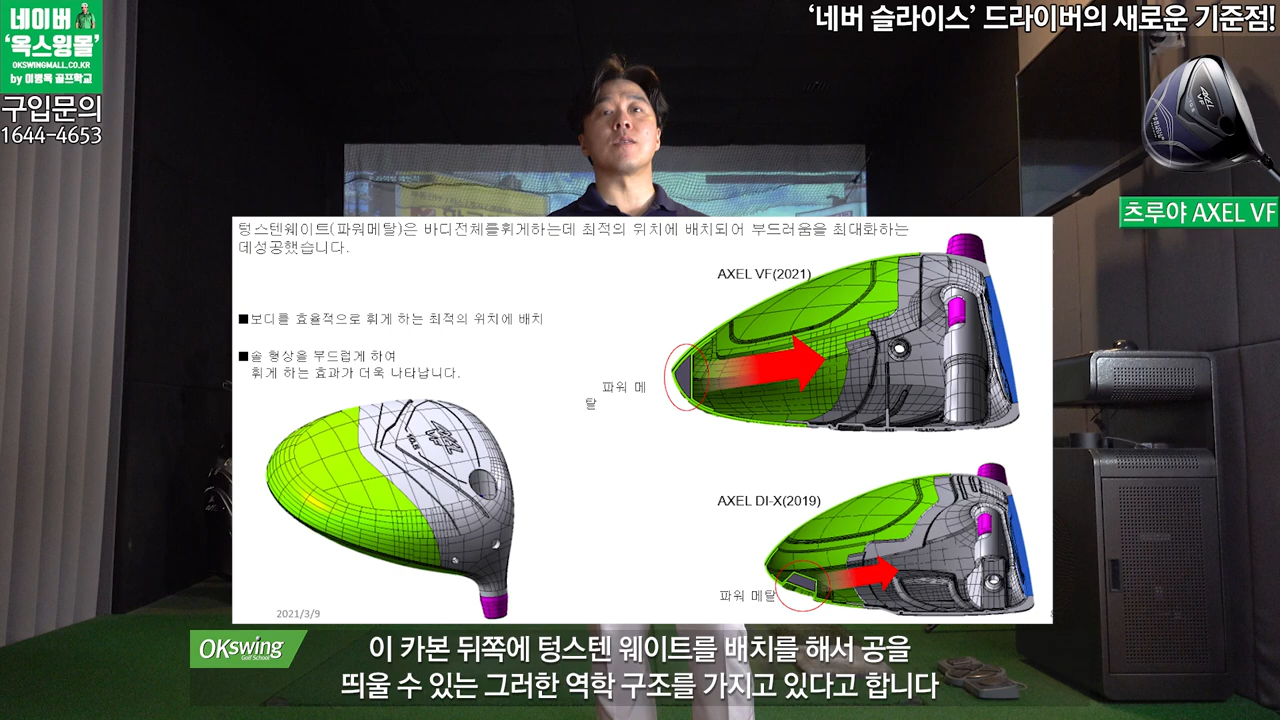 네이버
'옥스윙몰'
OKSWINGMALL.CO.KR
by 이병옥 골프학교
구입문의
1644-4653
'네버 슬라이스' 드라이버의 새로운 기준점!
츠루야 AXEL VF
텅스텐웨이트(파워메탈)은 바디전체를휘게하는데 최적의 위치에 배치되어 부드러움을 최대화하는
데성공했습니다.
AXEL VF(2021)
■보디를 효율적으로 휘게 하는 최적의 위치에 배치
■솔 형상을 부드럽게 하여
휘게 하는 효과가 더욱 나타납니다.
파워 메
탈
AXEL DI-X(2019)
파워 메탈
2021/3/9
OKswing
Golf School
이 카본 뒤쪽에 텅스텐 웨이트를 배치를 해서 공을
띄울 수 있는 그러한 역학 구조를 가지고 있다고 합니다